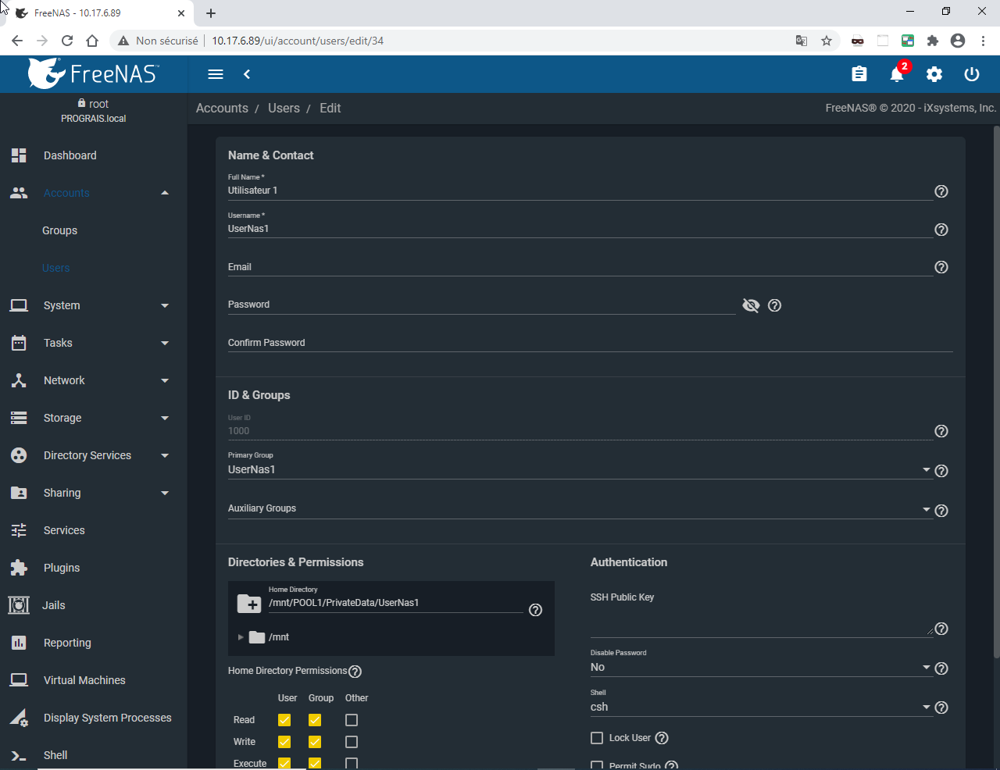 FreeNAS - 10.17.6.89
Non sécurisé
10.17.6.89/ui/account/users/edit/34
FreeNAS™
2
root
PROGRAIS.local
Accounts / Users / Edit
FreeNAS® © 2020 - iXsystems, Inc.
Dashboard
Accounts
Groups
Users
System
Tasks
Network
Storage
Directory Services
Sharing
Services
Plugins
Jails
Reporting
Virtual Machines
Display System Processes
Shell
Name & Contact
Full Name *
Utilisateur 1
Username *
UserNas1
Email
Password
Confirm Password
ID & Groups
User ID
1000
Primary Group
UserNas1
Auxiliary Groups
Directories & Permissions
Home Directory
/mnt/POOL1/PrivateData/UserNas1
/mnt
Home Directory Permissions
User Group Other
Read
Write
Execute
Authentication
SSH Public Key
Disable Password
No
Shell
csh
Lock User
Permit Sudo